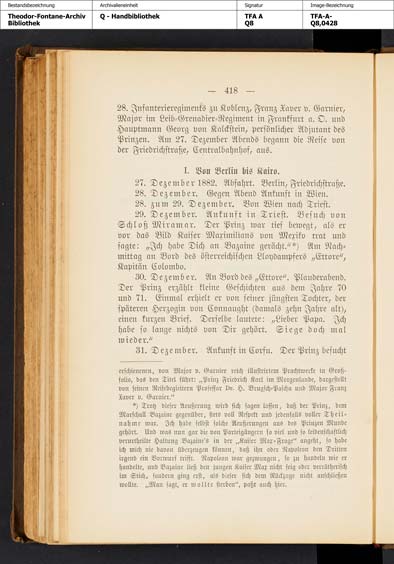 Bestandsbezeichnung Archivalieneinheit Signatur Image-Bezeichnung
Theodor-Fontane-Archiv Q - Handbibliothek TFA A TFA-A-
Bibliothek Q8 Q8,0428
— 418 —
28. Infanterieregiments zu Koblenz, Franz Xaver v. Garnier,
Major im Leib-Grenadier-Regiment in Frankfurt a. O. und
Hauptmann Georg von Kalckstein, persönlicher Adjutant des
Prinzen. Am 27. Dezember Abends begann die Reise von
der Friedrichstraße, Centralbahnhof, aus.
I. Von Berlin bis Kairo.
27. Dezember 1882. Abfahrt. Berlin, Friedrichstraße.
28. Dezember. Gegen Abend Ankunft in Wien.
28. zum 29. Dezember. Von Wien nach Triest.
29. Dezember. Ankunft in Triest. Besuch von
Schloß Miramar. Der Prinz war tief bewegt, als er
vor das Bild Kaiser Maximilians von Mexiko trat und
sagte: „Ich habe Dich an Bazaine gerächt.“*) Am Nach-
mittag an Bord des österreichischen Lloyddampfers „Ettore“,
Kapitän Colombo.
30. Dezember. An Bord des „Ettore“. Plauderabend.
Der Prinz erzählt kleine Geschichten aus dem Jahre 70
und 71. Einmal erhielt er von seiner jüngsten Tochter, der
späteren Herzogin von Connaught (damals zehn Jahre alt),
einen kurzen Brief. Derselbe lautete: „Lieber Papa. Ich
habe so lange nichts von Dir gehört. Siege doch mal
wieder.“
31. Dezember. Ankunft in Corfu. Der Prinz besucht
erschienenen, von Major v. Garnier reich illustrirtem Prachtwerke in Groß-
folio, das den Titel führt: „Prinz Friedrich Karl im Morgenlande, dargestellt
von seinen Reisebegleitern Professor Dr. H. Brugsch-Pascha und Major Franz
Xaver v. Garnier.“
*) Trotz dieser Aeußerung wird sich sagen lassen, daß der Prinz, dem
Marschall Bazaine gegenüber, stets voll Respekt und jedenfalls voller Theil-
nahme war. Ich habe selbst solche Aeußerungen aus des Prinzen Munde
gehört. Und was nun gar die von Parteigängern so viel und so leidenschaftlich
verurtheilte Haltung Bazaine's in der „Kaiser Max-Frage“ angeht, so habe
ich mich nie davon überzeugen können, daß ihn oder Napoleon den Dritten
irgend ein Vorwurf trifft. Napoleon war gezwungen, so zu handeln wie er
handelte, und Bazaine ließ den jungen Kaiser Max nicht feig oder verrätherisch
im Stich, sondern ging erst, als dieser sich dem Rückzuge nicht anschließen
wollte. „Man sagt, er wollte sterben“, paßt auch hier.